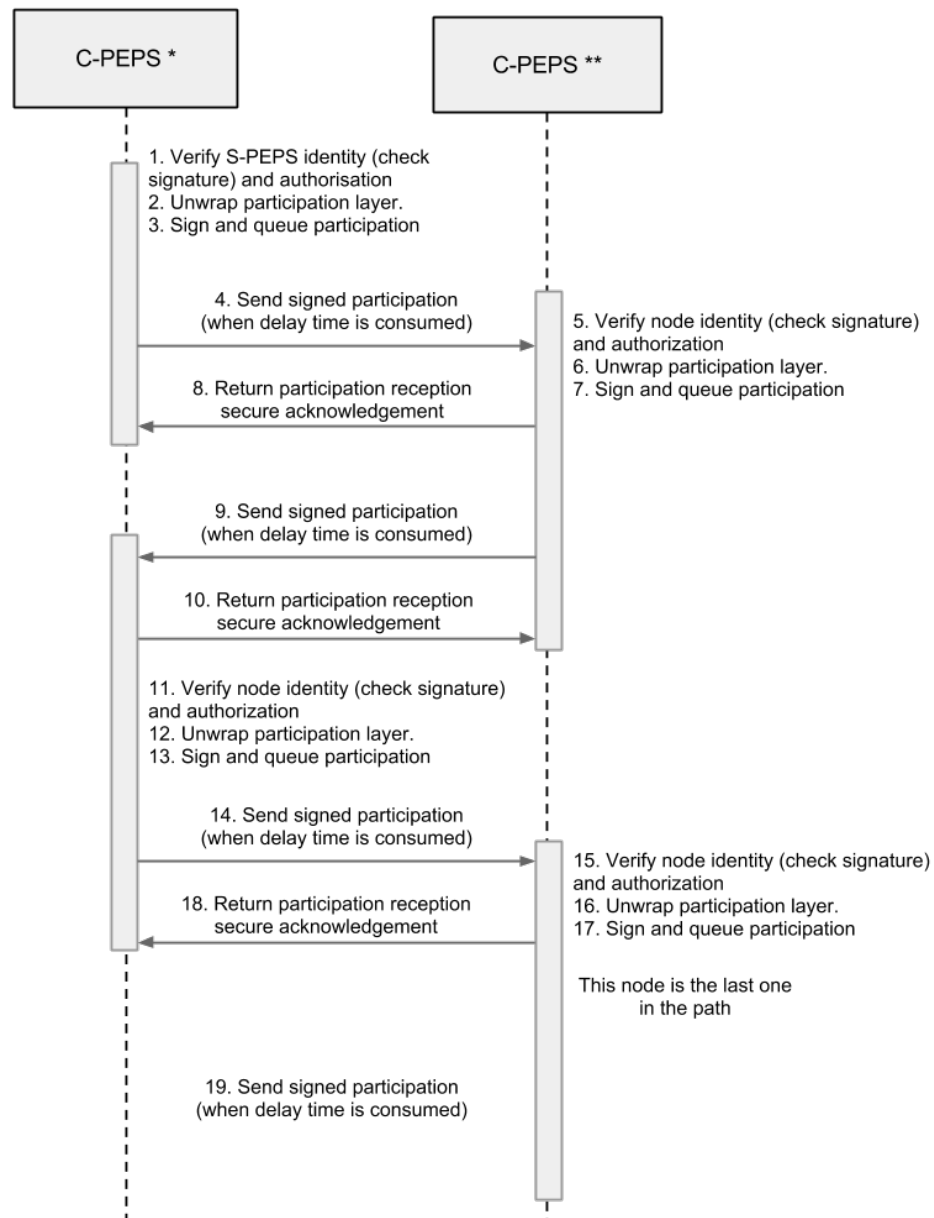 C-PEPS *
C-PEPS **
1. Verify S-PEPS identity (check
signature) and authorisation
2. Unwrap participation layer.
3. Sign and queue participation
4. Send signed participation
(when delay time is consumed)
5. Verify node identity (check signature)
and authorization
6. Unwrap participation layer.
7. Sign and queue participation
8. Return participation reception
secure acknowledgement
9. Send signed participation
(when delay time is consumed)
10. Return participation reception
secure acknowledgement
11. Verify node identity (check signature)
and authorization
12. Unwrap participation layer.
13. Sign and queue participation
14. Send signed participation
(when delay time is consumed)
15. Verify node identity (check signature)
and authorization
16. Unwrap participation layer.
17. Sign and queue participation
18. Return participation reception
secure acknowledgement
This node is the last one
in the path
19. Send signed participation
(when delay time is consumed)